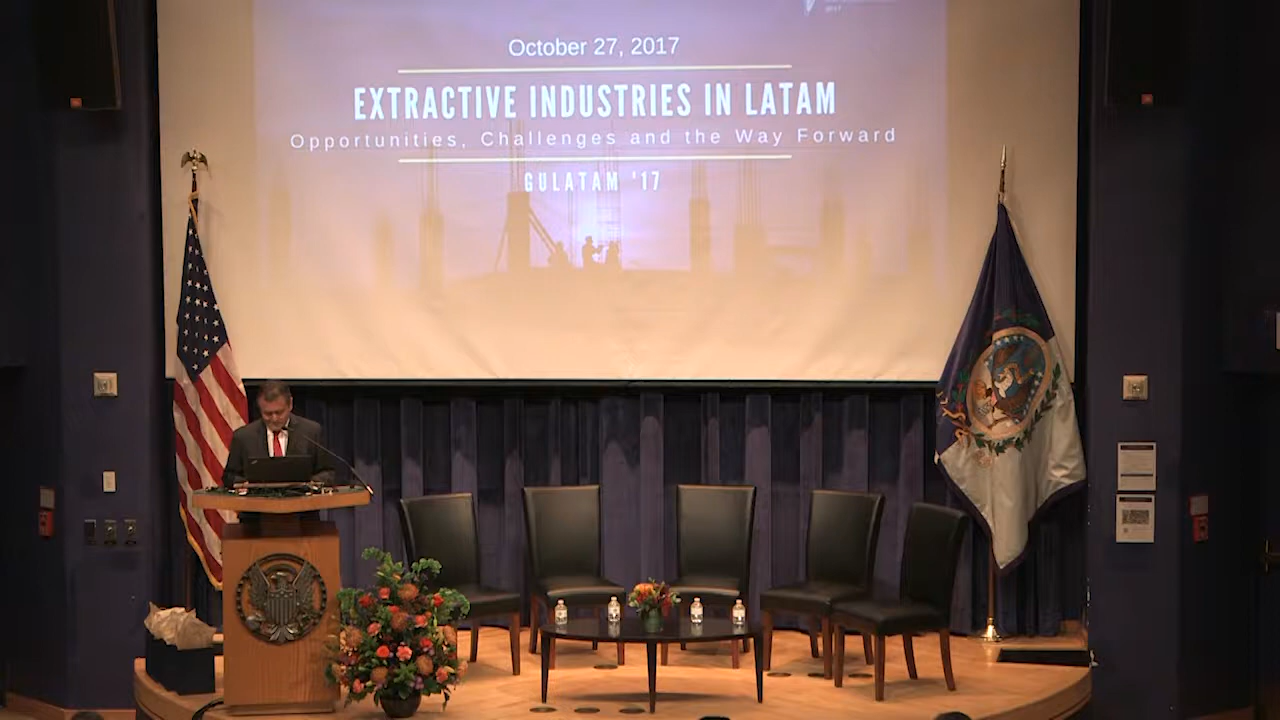 October 27, 2017
EXTRACTIVE INDUSTRIES IN LATAM
Opportunities, Challenges and the Way Forward
GULATAM '17